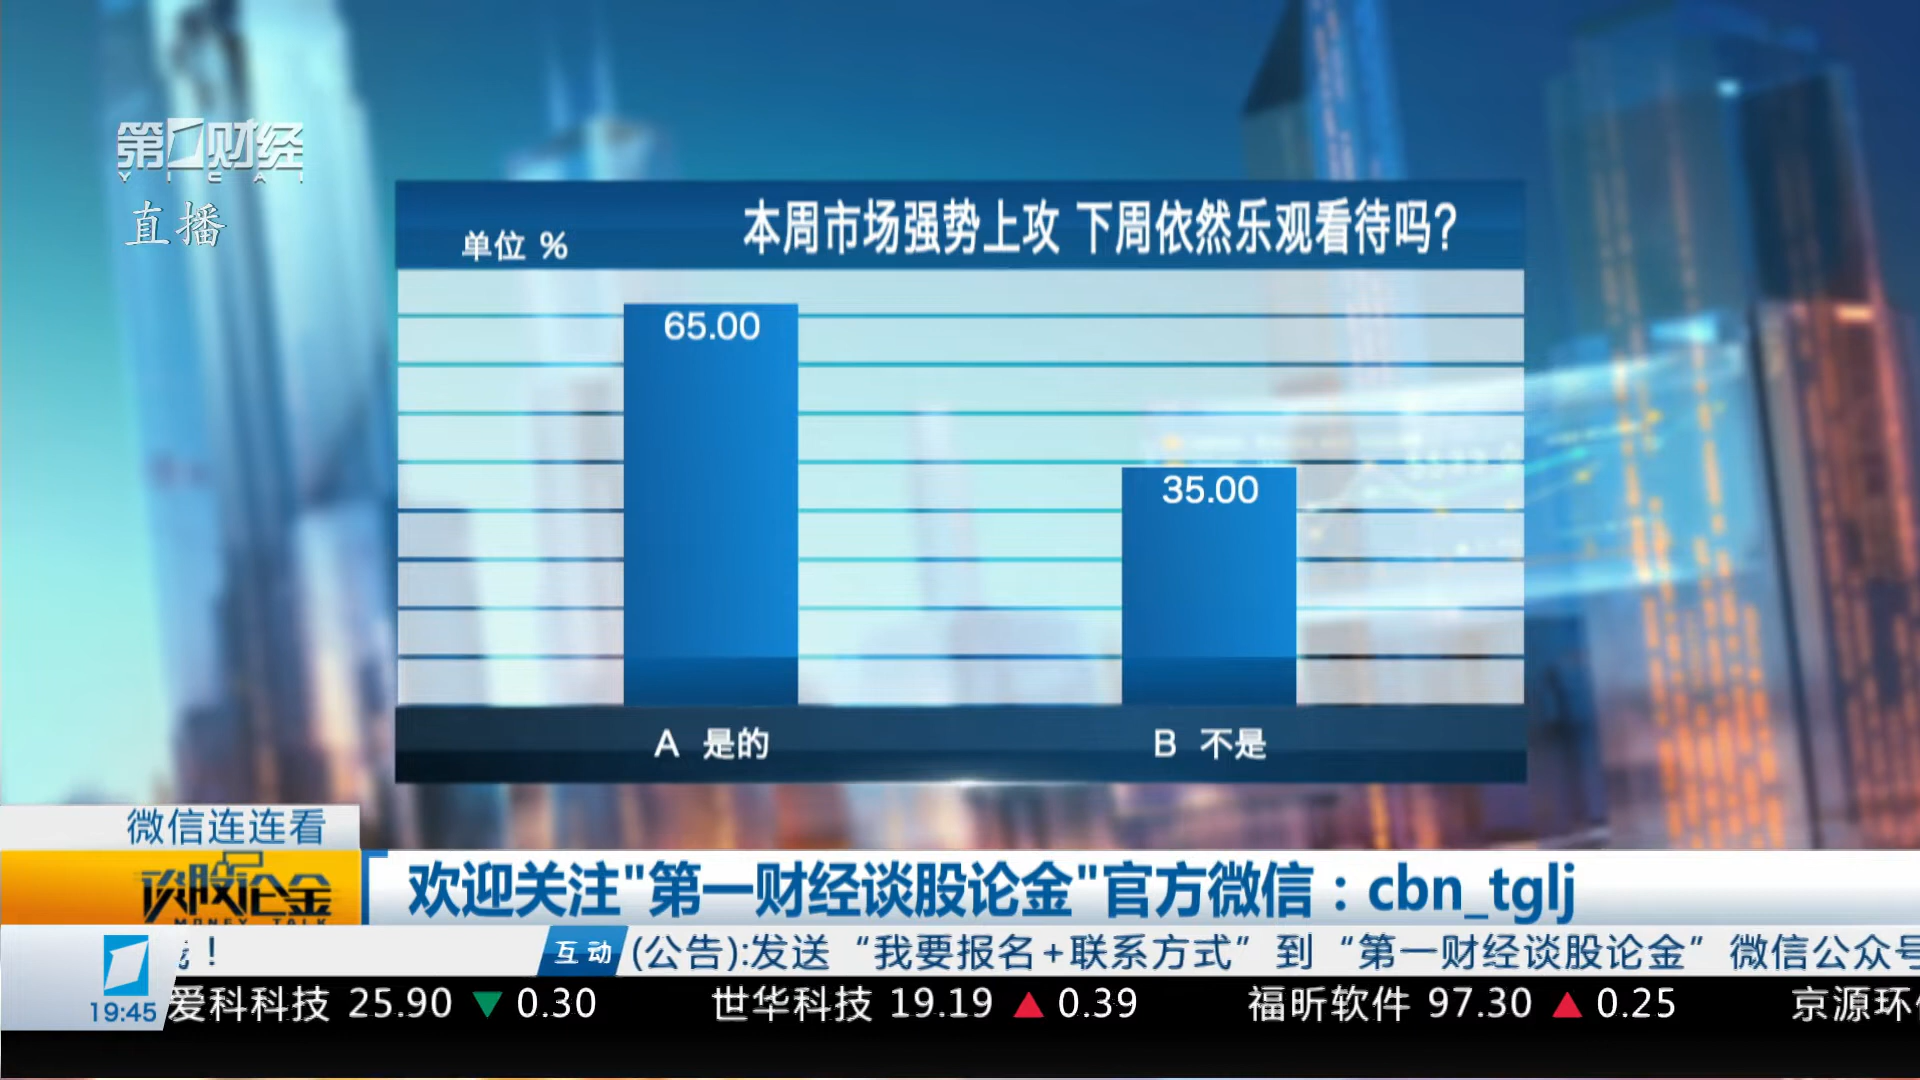 第一财经
YICAI
直播
本周市场强势上攻 下周依然乐观看待吗?
单位 %
65.00
35.00
A 是的
B 不是
微信连连看
谈股论金
MONEY TALK
欢迎关注"第一财经谈股论金"官方微信：cbn_tglj
！ 互动 (公告):发送“我要报名+联系方式”到“第一财经谈股论金”微信公众号
19:45
爱科科技 25.90 ▼ 0.30 世华科技 19.19 ▲ 0.39 福昕软件 97.30 ▲ 0.25 京源环